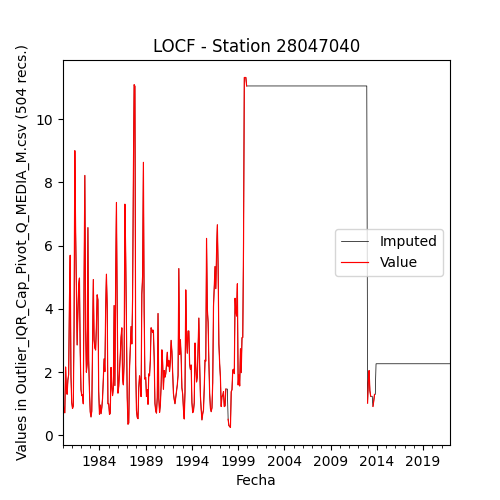 LOCF - Station 28047040
Values in Outlier_IQR_Cap_Pivot_Q_MEDIA_M.csv (504 recs.)
10
8
6
4
2
0
Imputed
Value
1984 1989 1994 1999 2004 2009 2014 2019
Fecha